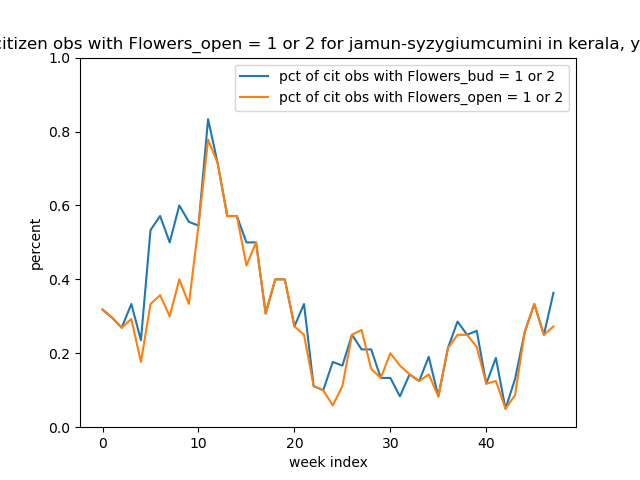 citizen obs with Flowers_open = 1 or 2 for jamun-syzygiumcumini in kerala, y
pct of cit obs with Flowers_bud = 1 or 2
pct of cit obs with Flowers_open = 1 or 2
1.0
0.8
0.6
0.4
0.2
0.0
percent
0 10 20 30 40
week index